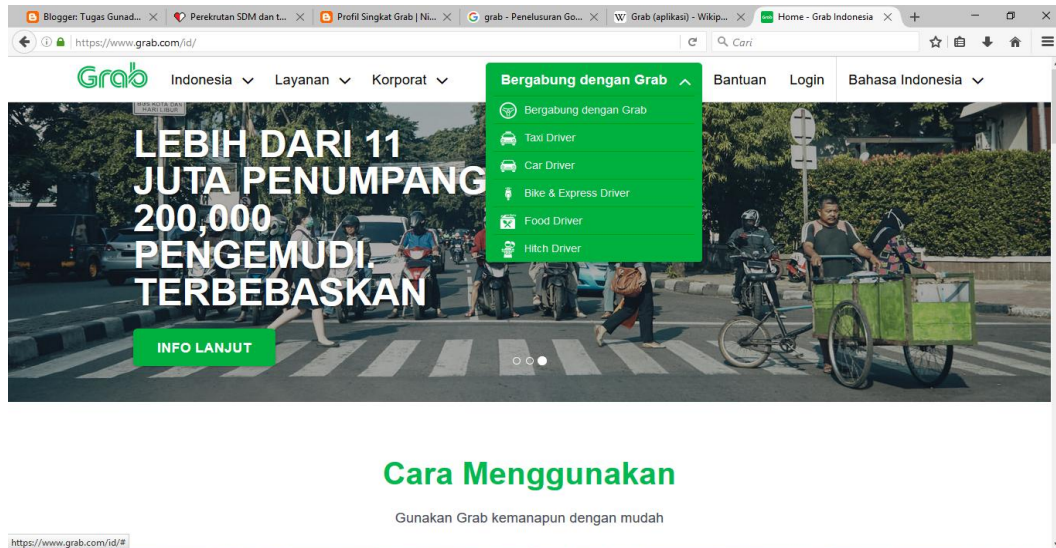 Blogger: Tugas Gunad...
Perekrutan SDM dan t...
Profil Singkat Grab | Ni...
grab - Penelusuran Go...
Grab (aplikasi) - Wikip...
Home - Grab Indonesia
https://www.grab.com/id/
Cari
Grab
Indonesia
Layanan
Korporat
Bergabung dengan Grab
Bantuan
Login
Bahasa Indonesia
Bergabung dengan Grab
Taxi Driver
Car Driver
Bike & Express Driver
Food Driver
Hitch Driver
LEBIH DARI 11
JUTA PENUMPANG
200,000
PENGEMUDI.
TERBEBASKAN
INFO LANJUT
Cara Menggunakan
Gunakan Grab kemanapun dengan mudah
https://www.grab.com/id/#